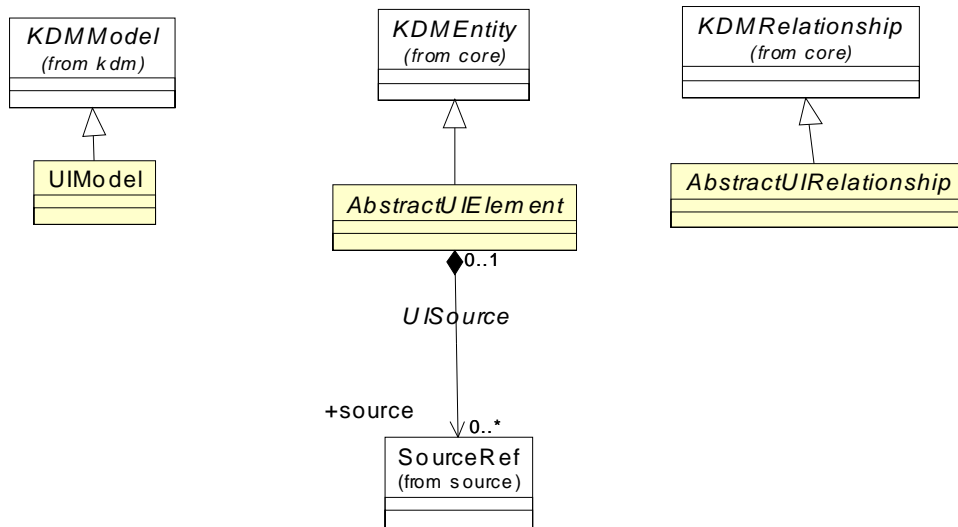 KDMModel
(from kdm)
KDMEntity
(from core)
KDMRelationship
(from core)
UIModel
AbstractUIElement
AbstractUIRelationship
0..1
UISource
+source
0..*
SourceRef
(from source)